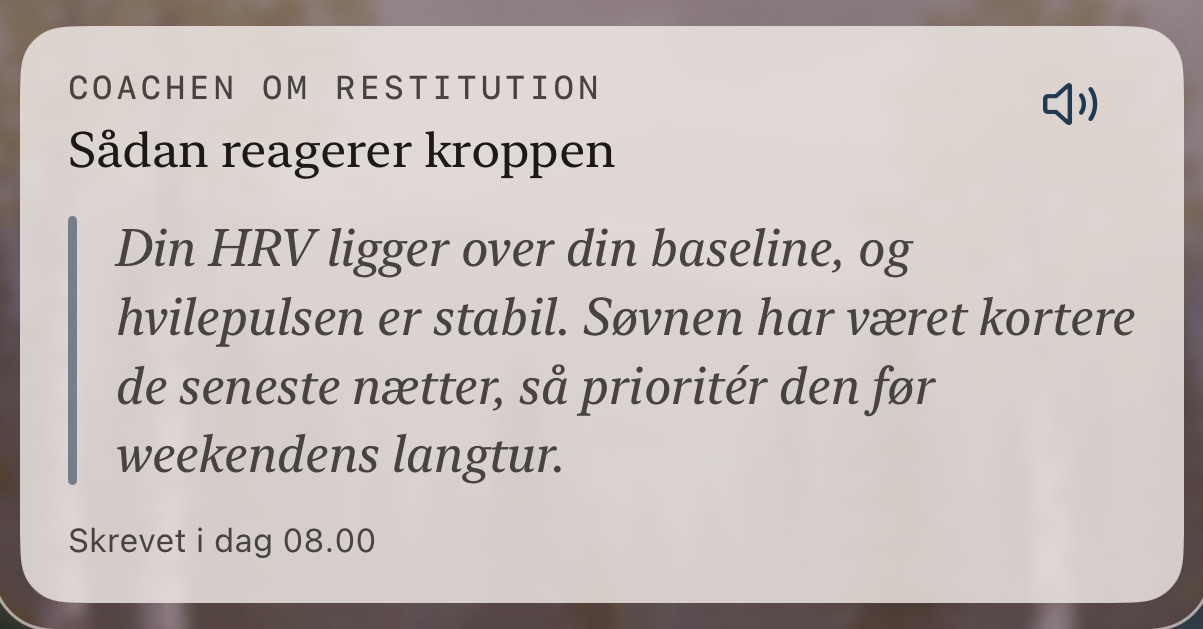 COACHEN OM RESTITUTION
Sådan reagerer kroppen
Din HRV ligger over din baseline, og
hvilepulsen er stabil. Søvnen har været kortere
de seneste nætter, så prioritér den før
weekendens langtur.
Skrevet i dag 08.00